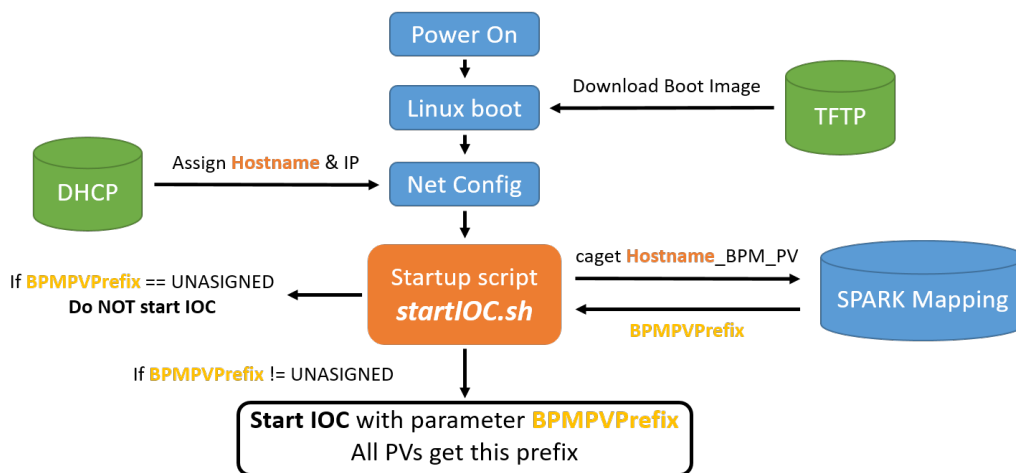 Power On
Download Boot Image
Linux boot
TFTP
Assign Hostname & IP
DHCP
Net Config
Startup script
startIOC.sh
caget Hostname_BPM_PV
SPARK Mapping
BPMPVPrefix
If BPMPVPrefix == UNASIGNED
Do NOT start IOC
If BPMPVPrefix != UNASIGNED
Start IOC with parameter BPMPVPrefix
All PVs get this prefix